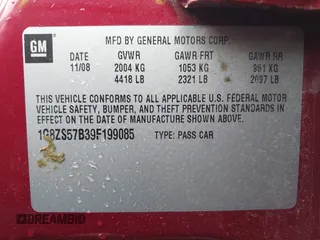 GM
MFD BY GENERAL MOTORS CORP.
DATE GVWR GAWR FRT GAWR RR
11/08 2004 KG 1053 KG 951 KG
4418 LB 2321 LB 2097 LB
THIS VEHICLE CONFORMS TO ALL APPLICABLE U.S. FEDERAL MOTOR
VEHICLE SAFETY, BUMPER, AND THEFT PREVENTION STANDARDS IN
EFFECT ON THE DATE OF MANUFACTURE SHOWN ABOVE.
1G8ZS57B39F199085 TYPE: PASS CAR
DREAMBID